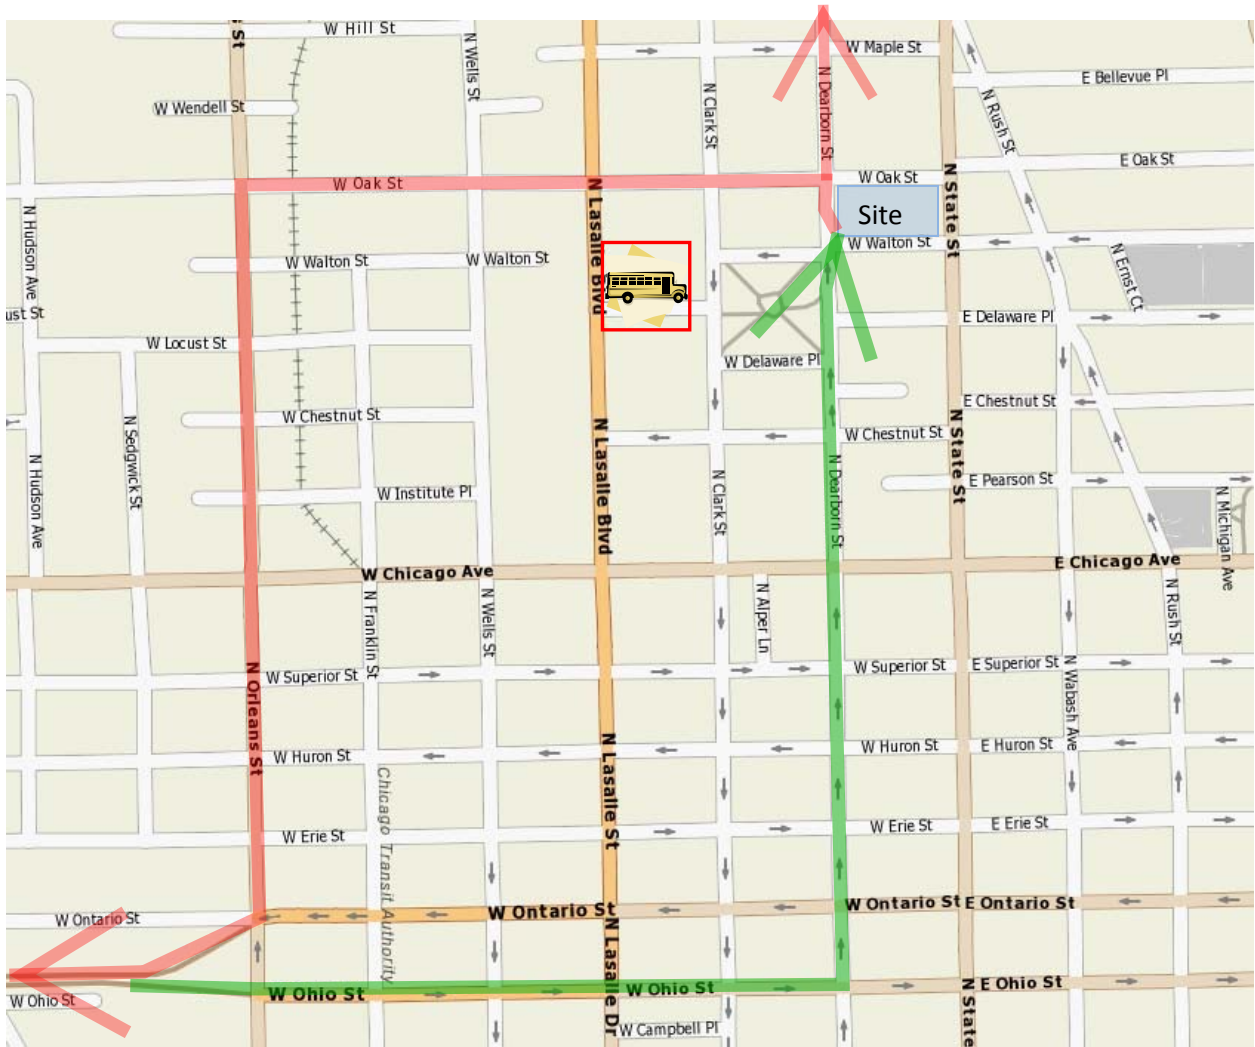 W Hill St
St
W Maple St
E Bellevue Pl
N Wells St
N Clark St
N Dearborn St
N Rush St
W Wendell St
E Oak St
W Oak St
W Oak St
N State St
Site
N Lasalle Blvd
N Hudson Ave
W Walton St
W Walton St
W Walton St
N Ernst Ct
ust St
E Delaware Pl
W Locust St
W Delaware Pl
E Chestnut St
W Chestnut St
W Chestnut St
N Sedgwick St
N Lasalle Blvd
N State St
N Hudson Ave
N Clark St
N Dearborn St
E Pearson St
W Institute Pl
N Michigan Ave
E Chicago Ave
W Chicago Ave
N Franklin St
N Wells St
N Alper Ln
N Rush St
W Superior St
W Superior St
E Superior St
N Orleans St
N Wabash Ave
W Huron St
W Huron St
E Huron St
N Lasalle St
Chicago Transit Authority
W Erie St
W Erie St
E Erie St
W Ontario St
W Ontario St
W Ontario St
E Ontario St
N Lasalle Dr
W Ohio St
W Ohio St
W Ohio St
E Ohio St
N State
W Campbell Pl